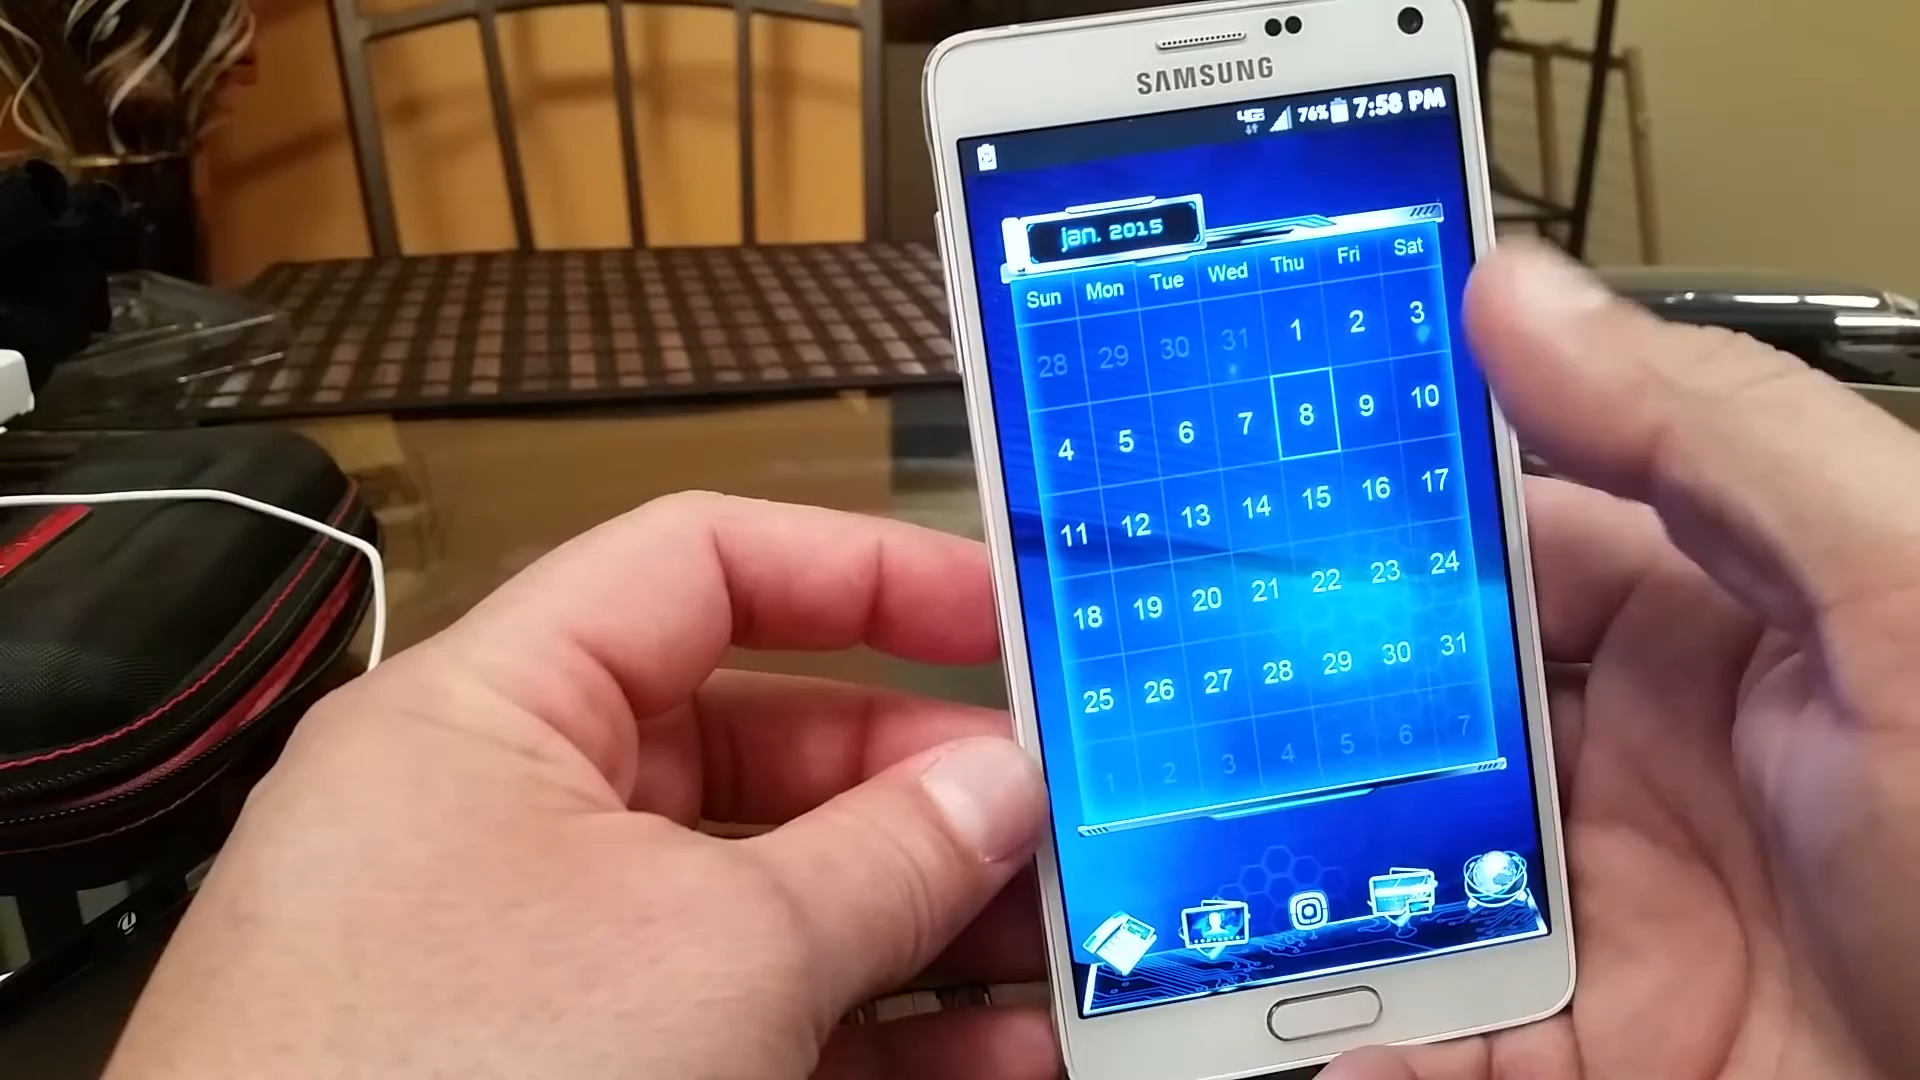 SAMSUNG
4G 76% 7:58 PM
jan. 2015
Sun Mon Tue Wed Thu Fri Sat
28 29 30 31 1 2 3
4 5 6 7 8 9 10
11 12 13 14 15 16 17
18 19 20 21 22 23 24
25 26 27 28 29 30 31
1 2 3 4 5 6 7